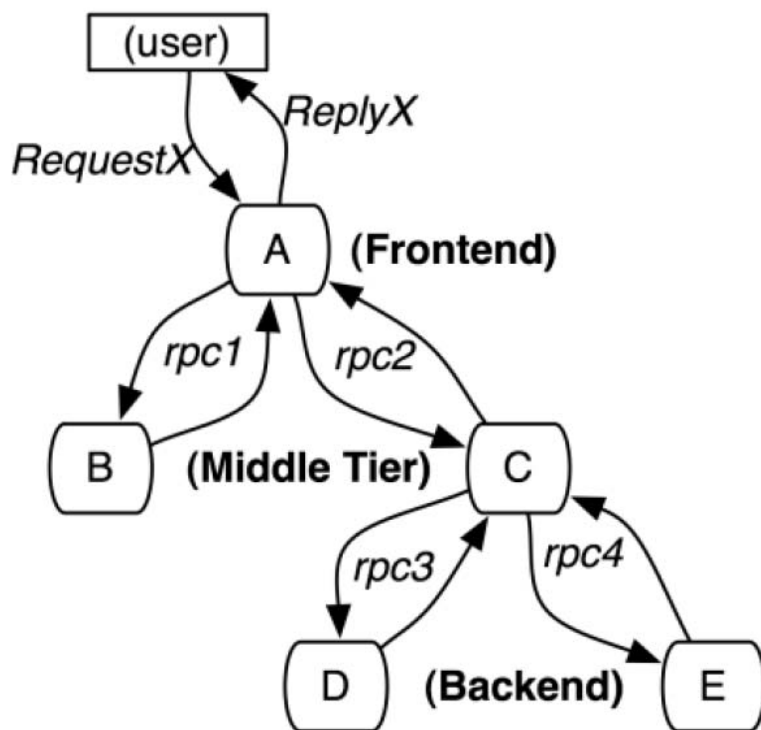 (user)
ReplyX
RequestX
A (Frontend)
rpc1 rpc2
B (Middle Tier) C
rpc3 rpc4
D (Backend) E